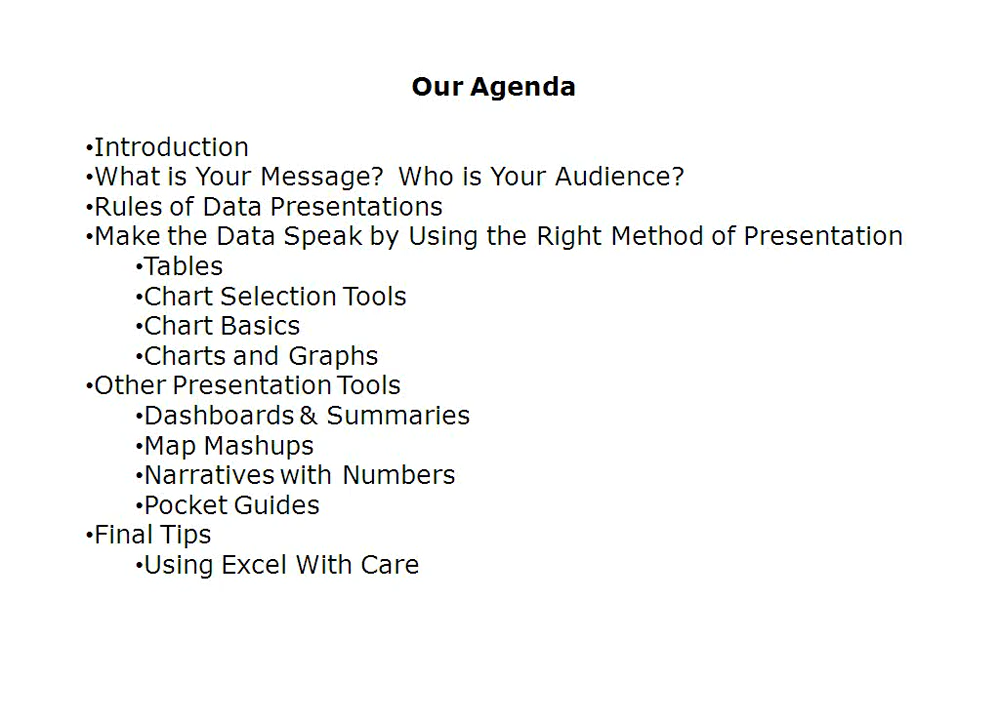 Our Agenda
•Introduction
•What is Your Message?  Who is Your Audience?
•Rules of Data Presentations
•Make the Data Speak by Using the Right Method of Presentation
•Tables
•Chart Selection Tools
•Chart Basics
•Charts and Graphs
•Other Presentation Tools
•Dashboards & Summaries
•Map Mashups
•Narratives with Numbers
•Pocket Guides
•Final Tips
•Using Excel With Care